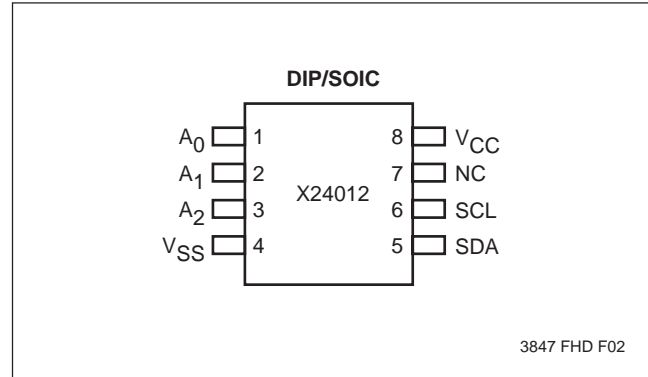 DIP/SOIC
A0 1 8 VCC
A1 2 7 NC
X24012
A2 3 6 SCL
VSS 4 5 SDA
3847 FHD F02